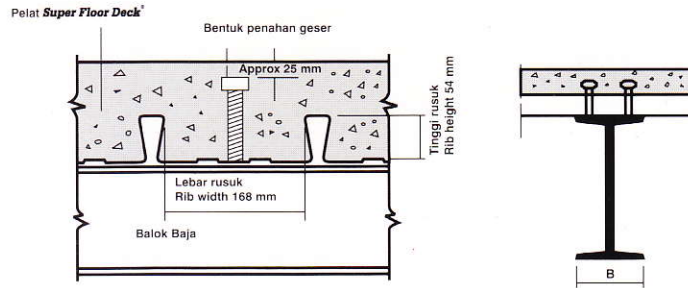 Pelat Super Floor Deck®
Bentuk penahan geser
Approx 25 mm
Tinggi rusuk
Rib height 54 mm
Lebar rusuk
Rib width 168 mm
Balok Baja
B